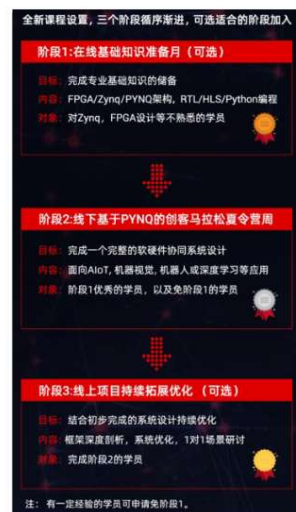 全新课程设置，三个阶段循序渐进，可选适合的阶段加入
阶段1:在线基础知识准备月（可选）
目标：完成专业基础知识的储备
内容：FPGA/Zynq/PYNQ架构，RTL/HLS/Python编程
对象：对Zynq，FPGA设计等不熟悉的学员
阶段2:线下基于PYNQ的创客马拉松夏令营周
目标：完成一个完整的软硬件协同系统设计
内容：面向AIoT, 机器视觉, 机器人或深度学习等应用
对象：阶段1优秀的学员，以及免阶段1的学员
阶段3:线上项目持续拓展优化 （可选）
目标：结合初步完成的系统设计持续优化
内容：框架深度剖析，系统优化，1对1场景研讨
对象：完成阶段2的学员
注： 有一定经验的学员可申请免阶段1。